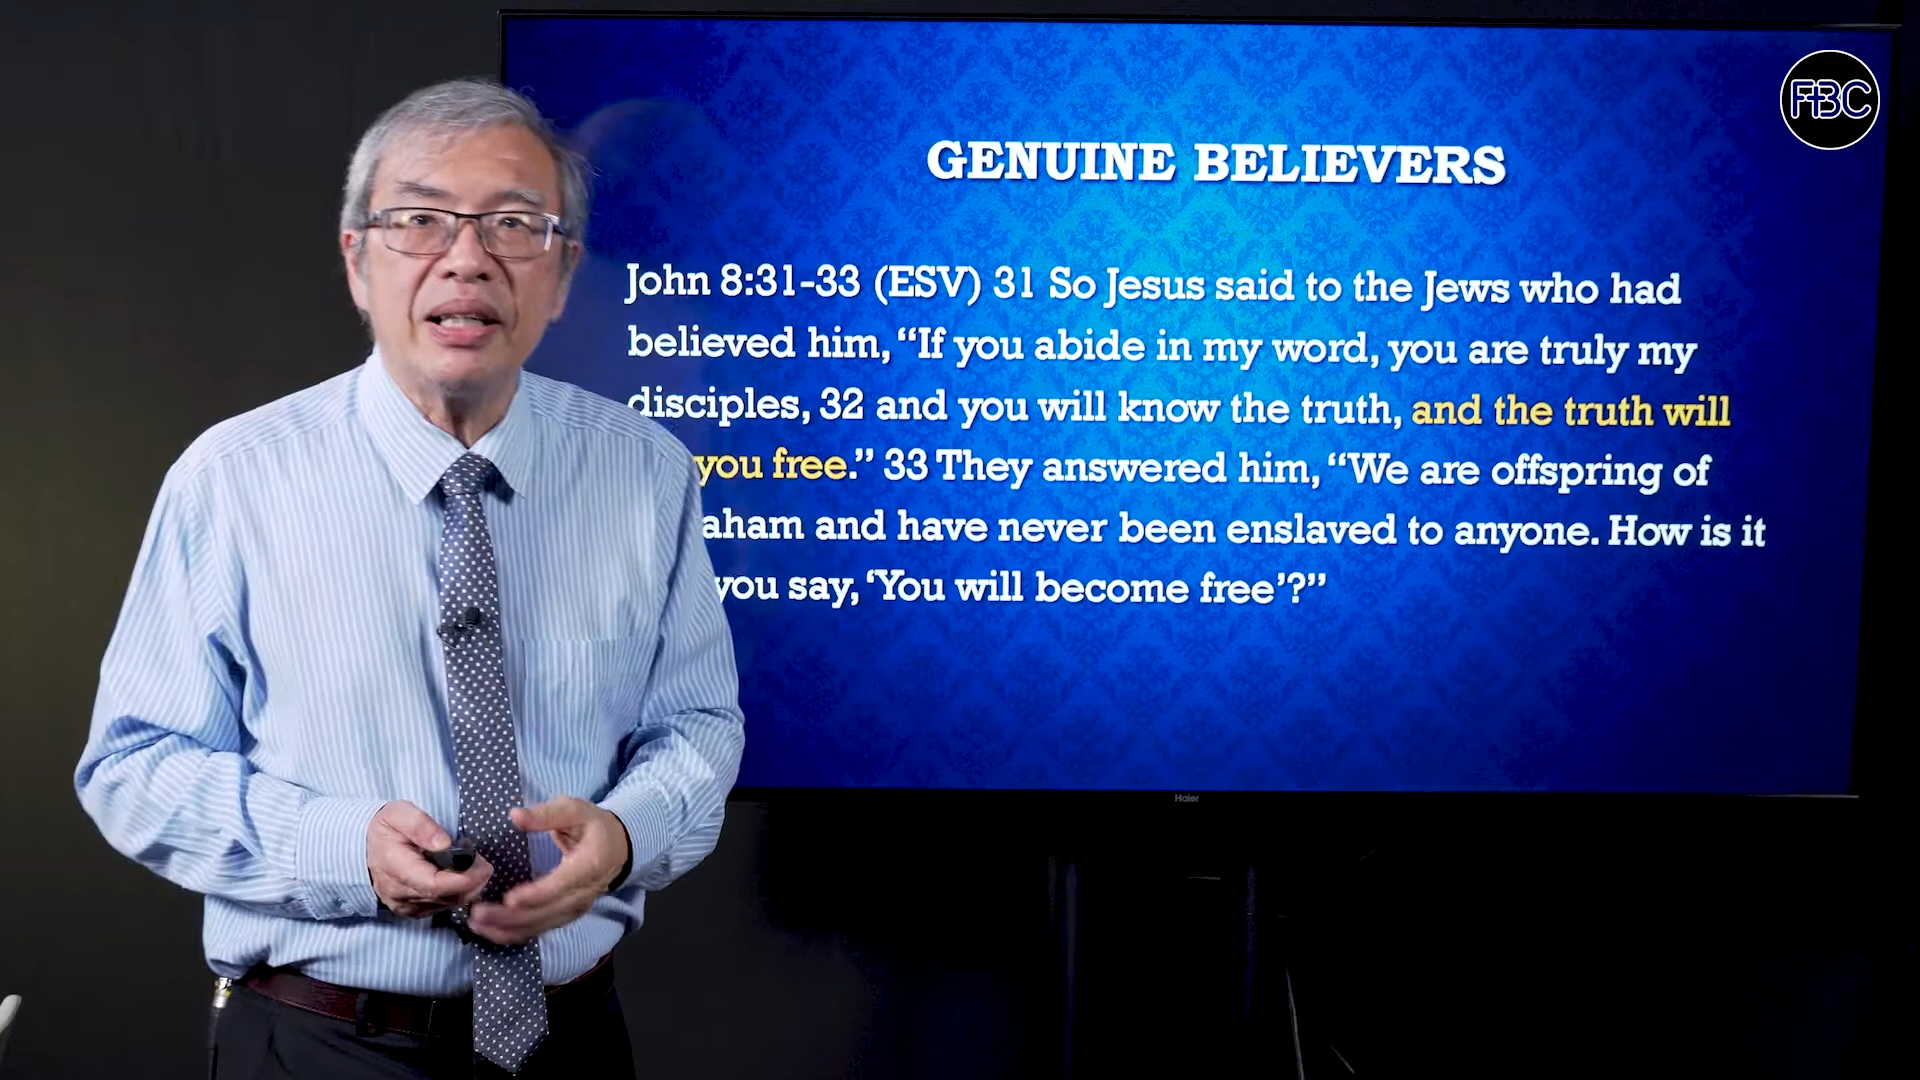 FBC
GENUINE BELIEVERS
John 8:31-33 (ESV) 31 So Jesus said to the Jews who had
believed him, “If you abide in my word, you are truly my
disciples, 32 and you will know the truth, and the truth will
you free.” 33 They answered him, “We are offspring of
aham and have never been enslaved to anyone. How is it
you say, ‘You will become free’?”
Haier